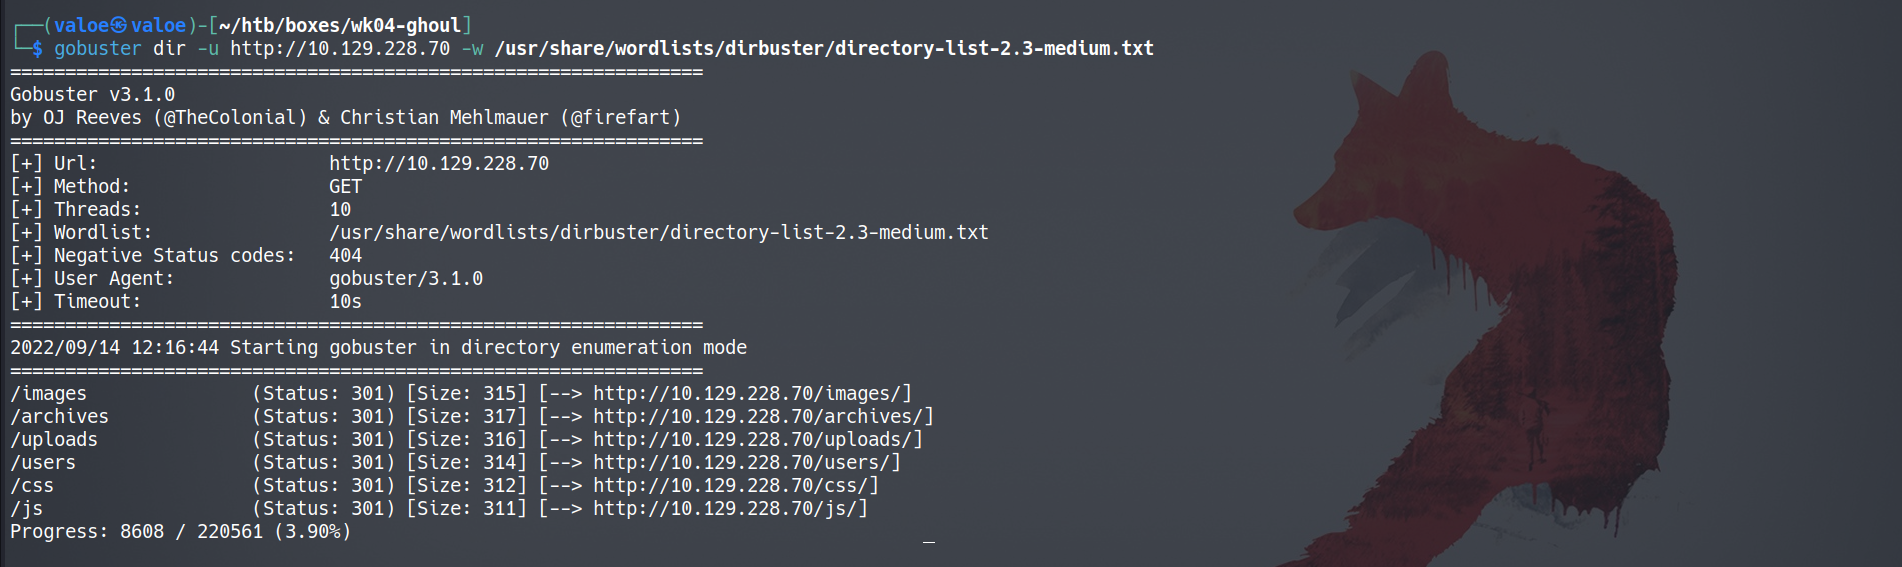 ┌──(valoe㉿valoe)-[~/htb/boxes/wk04-ghoul]
└─$ gobuster dir -u http://10.129.228.70 -w /usr/share/wordlists/dirbuster/directory-list-2.3-medium.txt
===============================================================
Gobuster v3.1.0
by OJ Reeves (@TheColonial) & Christian Mehlmauer (@firefart)
===============================================================
[+] Url:                     http://10.129.228.70
[+] Method:                  GET
[+] Threads:                 10
[+] Wordlist:                /usr/share/wordlists/dirbuster/directory-list-2.3-medium.txt
[+] Negative Status codes:   404
[+] User Agent:              gobuster/3.1.0
[+] Timeout:                 10s
===============================================================
2022/09/14 12:16:44 Starting gobuster in directory enumeration mode
===============================================================
/images               (Status: 301) [Size: 315] [--> http://10.129.228.70/images/]
/archives             (Status: 301) [Size: 317] [--> http://10.129.228.70/archives/]
/uploads              (Status: 301) [Size: 316] [--> http://10.129.228.70/uploads/]
/users                (Status: 301) [Size: 314] [--> http://10.129.228.70/users/]
/css                  (Status: 301) [Size: 312] [--> http://10.129.228.70/css/]
/js                   (Status: 301) [Size: 311] [--> http://10.129.228.70/js/]
Progress: 8608 / 220561 (3.90%)